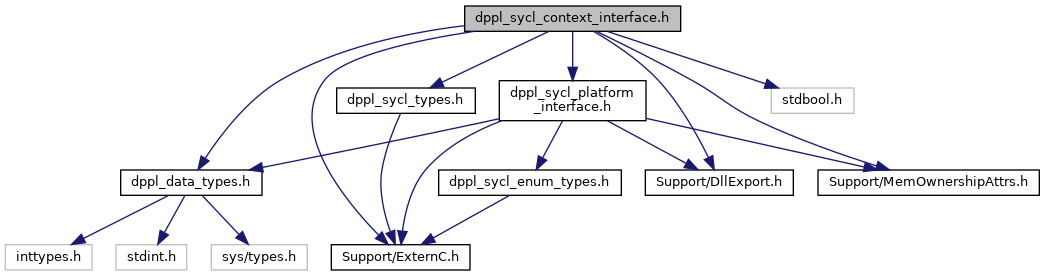 dppl_sycl_context_interface.h
dppl_sycl_types.h
dppl_sycl_platform
_interface.h
stdbool.h
dppl_data_types.h
dppl_sycl_enum_types.h
Support/DllExport.h
Support/MemOwnershipAttrs.h
inttypes.h
stdint.h
sys/types.h
Support/ExternC.h